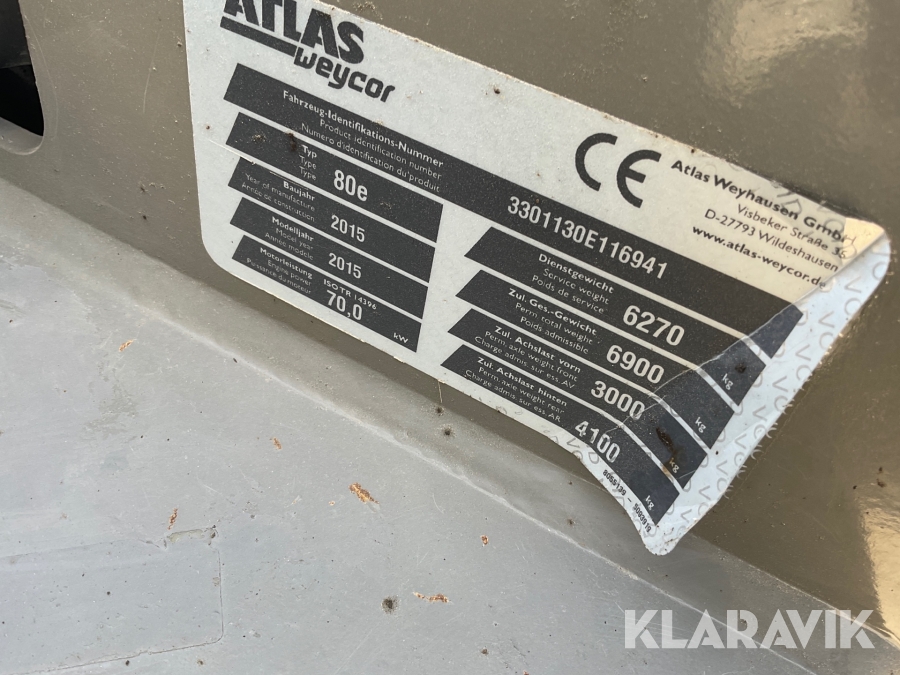 ATLAS
weycor
Fahrzeug-Identifikations-Nummer
Product identification number
Numero d'identification du produit
3301130E116941
Typ
Type
Type
80e
Baujahr
Year of manufacture
Année de construction
2015
Modelljahr
Model year
Année modele
2015
Motorleistung
Engine power
Puissance du moteur
ISO TR 14396
70,0
kW
CE
Atlas Weyhausen GmbH
Visbeker Straße 35
D-27793 Wildeshausen
www.atlas-weycor.de
Dienstgewicht
Service weight
Poids de service
6270
kg
Zul. Ges.-Gewicht
Perm. total weight
Poids admissible
6900
kg
Zul. Achslast vorn
Perm. axle weight front
Charge admis. sur ess. AV
3000
kg
Zul. Achslast hinten
Perm. axle weight rear
Charge admis. sur ess. AR
4100
kg
KLARAVIK